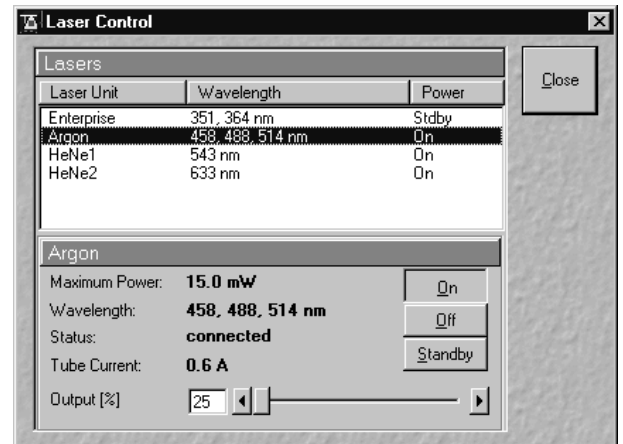 Laser Control
Lasers
Laser Unit Wavelength Power
Enterprise 351, 364 nm Stdby
Argon 458, 488, 514 nm On
HeNe1 543 nm On
HeNe2 633 nm On
Close
Argon
Maximum Power: 15.0 mW On
Wavelength: 458, 488, 514 nm Off
Status: connected
Standby
Tube Current: 0.6 A
Output [%] 25